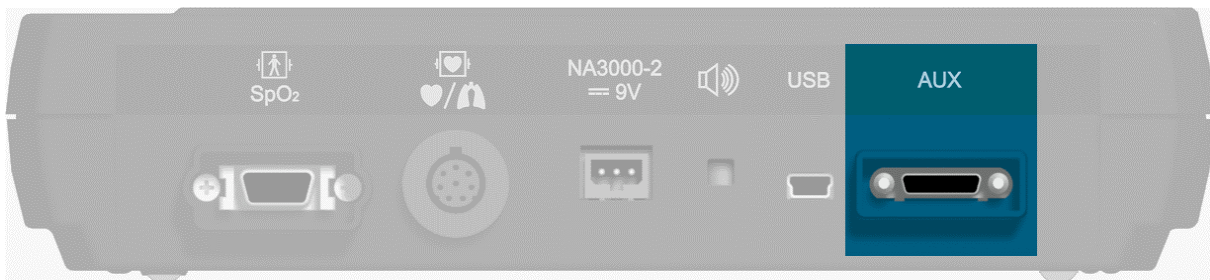 SpO₂
NA3000-2
⎓ 9V
USB
AUX